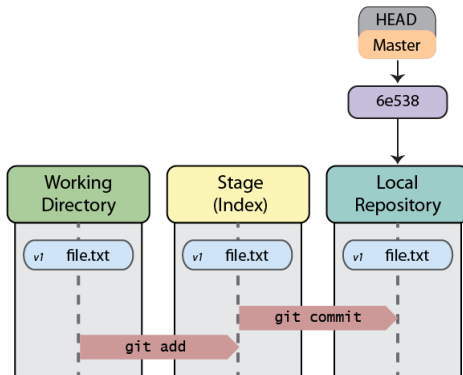 HEAD
Master
6e538
Working
Directory
Stage
(Index)
Local
Repository
v1 file.txt
v1 file.txt
v1 file.txt
git commit
git add